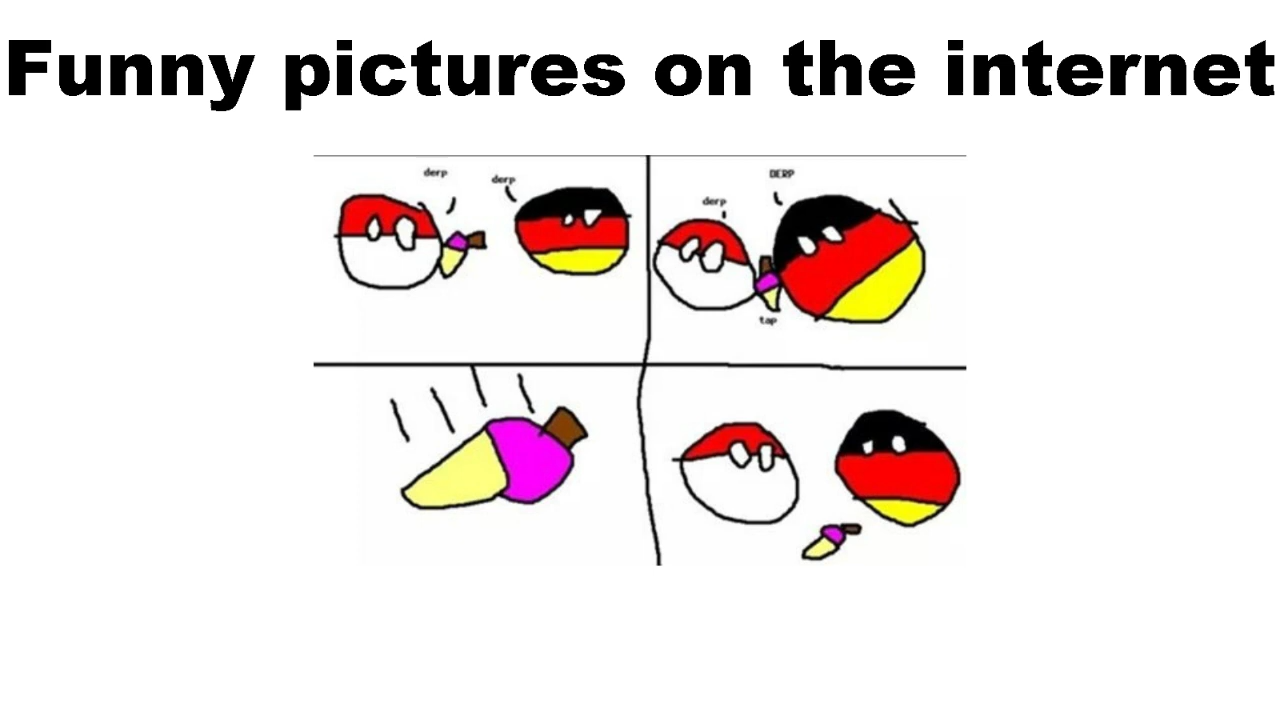 Funny pictures on the internet
derp
derp
derp
DERP
tap